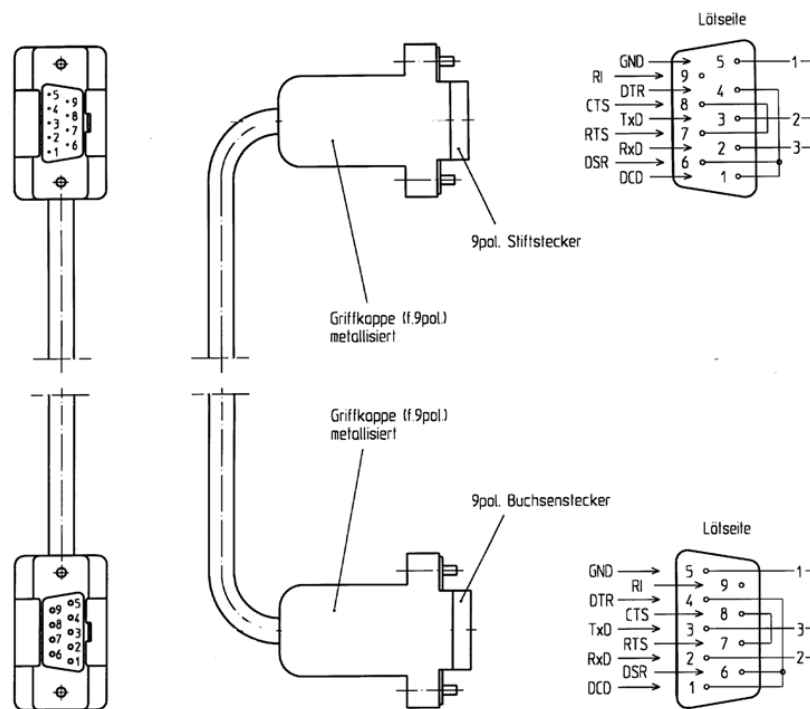 Lötseite
GND 5 1
RI 9
DTR 4
CTS 8
TxD 3 2
RTS 7
RxD 2 3
DSR 6
DCD 1
5
9
4
8
3
7
2
6
1
9pol. Stiftstecker
Griffkappe (f.9pol.)
metallisiert
Griffkappe (f.9pol.)
metallisiert
9pol. Buchsenstecker
Lötseite
GND 5 1
RI 9
DTR 4
CTS 8
TxD 3 3
RTS 7
RxD 2 2
DSR 6
DCD 1
5
9
4
8
3
7
2
6
1